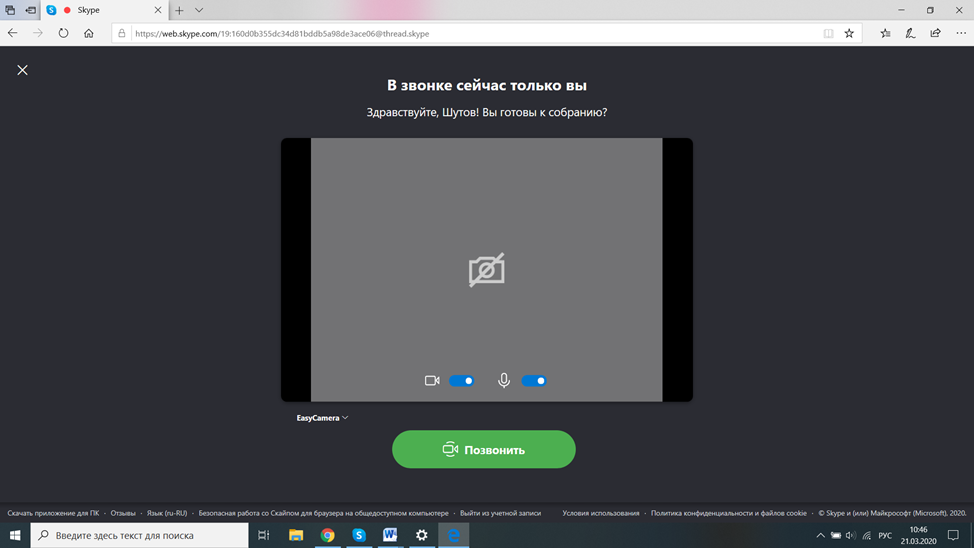 Skype
https://web.skype.com/19:160d0b355dc34d81bddb5a98de3ace06@thread.skype
В звонке сейчас только вы
Здравствуйте, Шутов! Вы готовы к собранию?
EasyCamera
Позвонить
Скачать приложение для ПК · Отзывы · Язык (ru-RU) · Безопасная работа со Скайпом для браузера на общедоступном компьютере · Выйти из учетной записи Условия использования · Политика конфиденциальности и файлов cookie · © Skype и (или) Майкрософт (Microsoft), 2020.
Введите здесь текст для поиска
РУС
10:46
21.03.2020